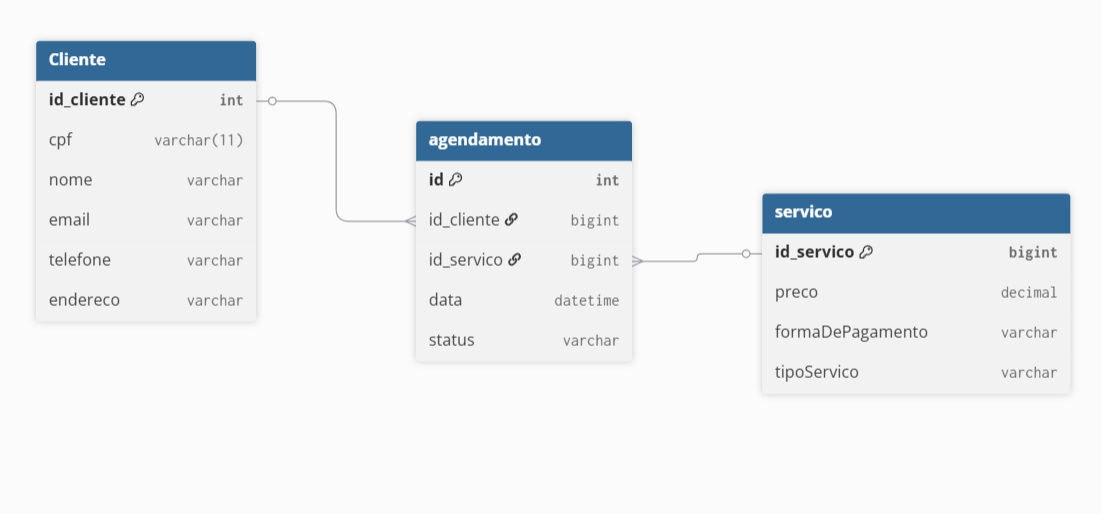 Cliente
id_cliente int
cpf varchar(11)
nome varchar
email varchar
telefone varchar
endereco varchar
agendamento
id int
id_cliente bigint
id_servico bigint
data datetime
status varchar
servico
id_servico bigint
preco decimal
formaDePagamento varchar
tipoServico varchar